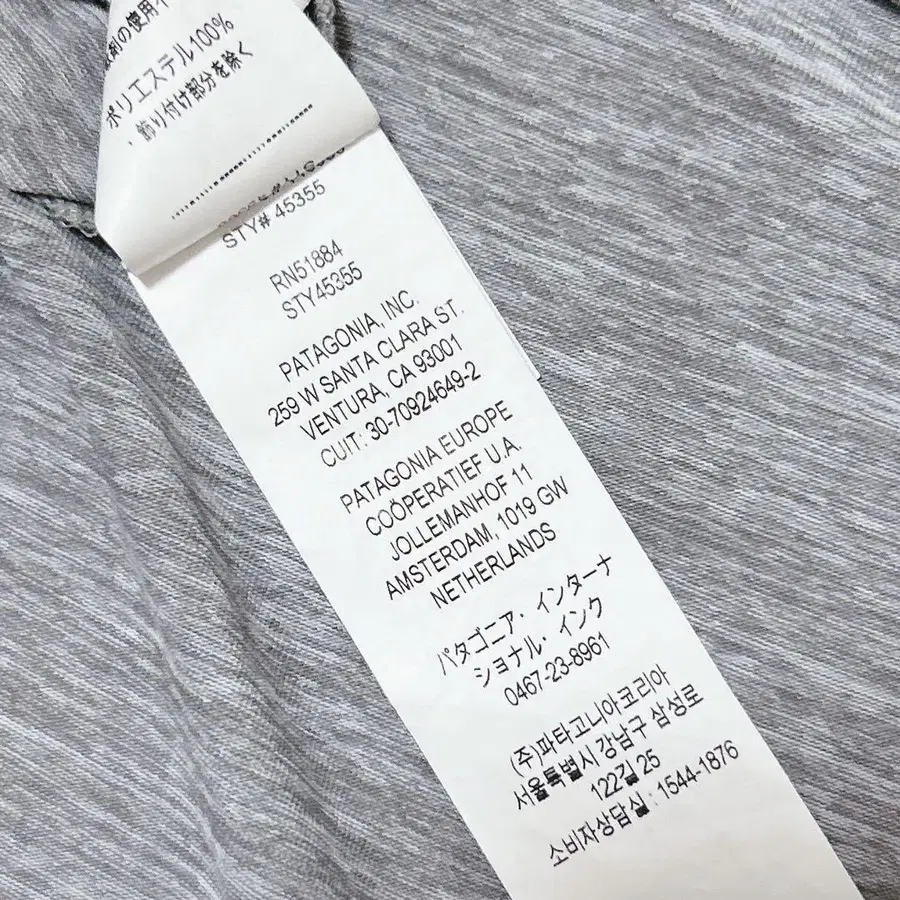 剤の使用
ポリエステル100%
飾り付け部分を除く
STY# 45355
RN51884
STY45355
PATAGONIA, INC.
259 W SANTA CLARA ST.
VENTURA, CA 93001
CUIT: 30-70924649-2
PATAGONIA EUROPE
COÖPERATIEF U.A.
JOLLEMANHOF 11
AMSTERDAM, 1019 GW
NETHERLANDS
パタゴニア・インターナ
ショナル・インク
0467-23-8961
(주)파타고니아코리아
서울특별시 강남구 삼성로
122길 25
소비자상담실 : 1544-1876